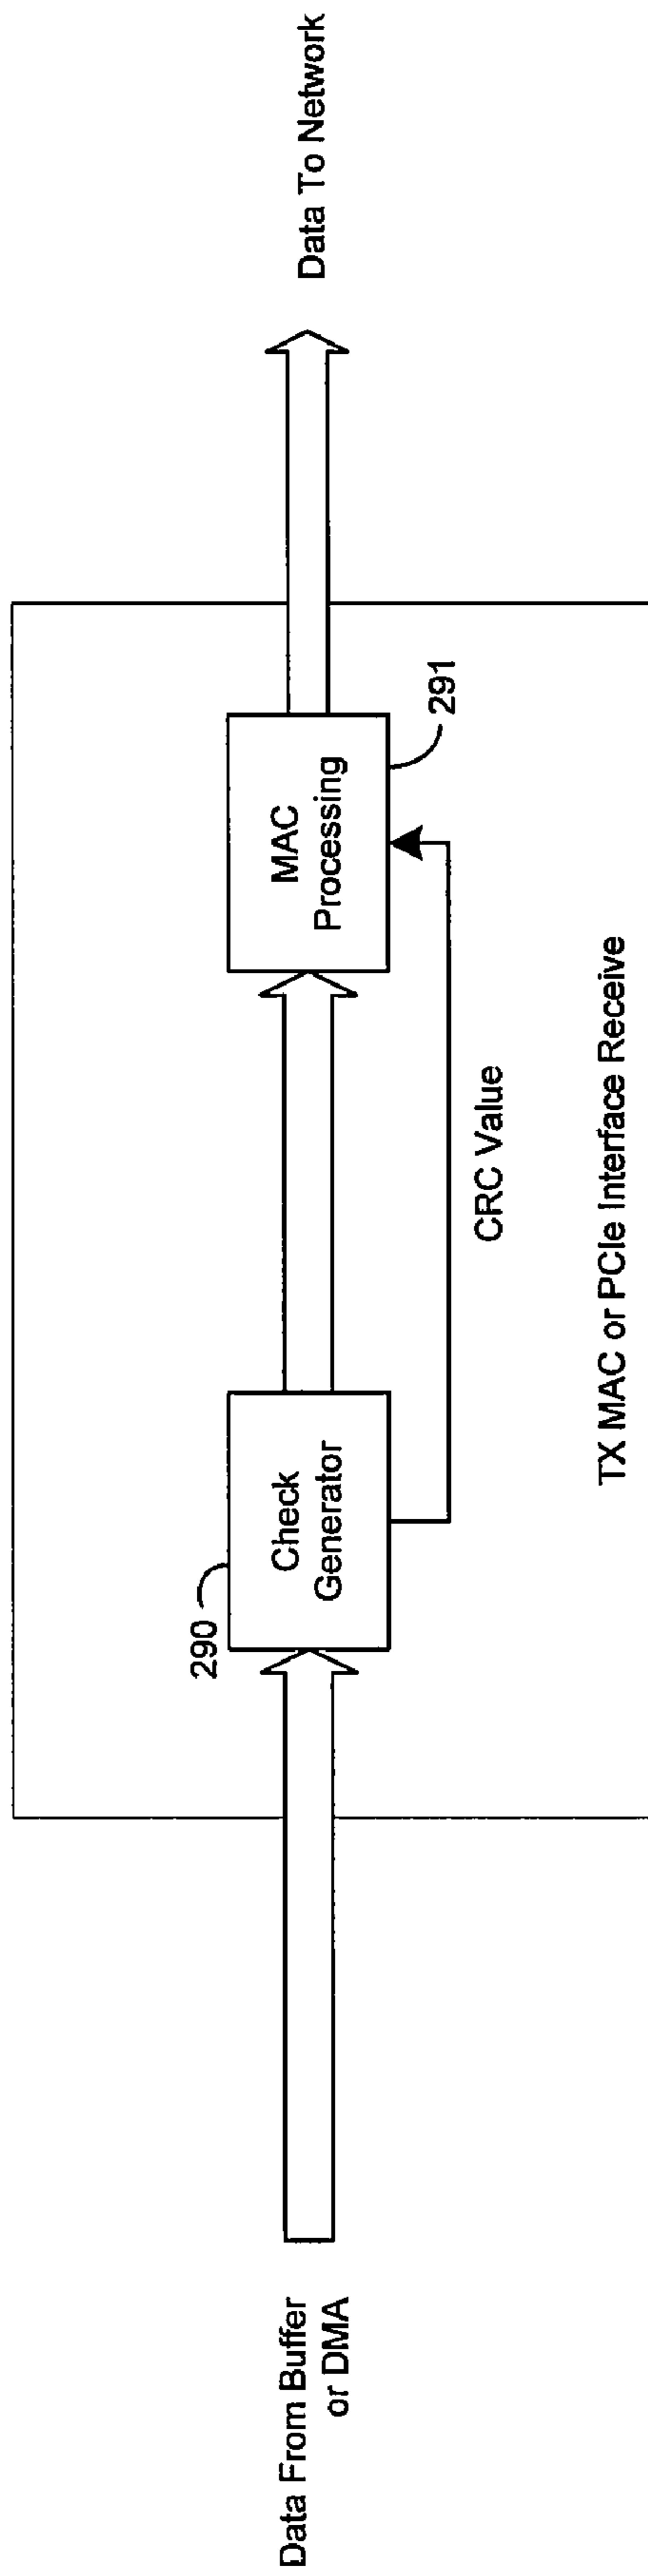 Data From Buffer
or DMA
290
Check
Generator
CRC Value
MAC
Processing
291
Data To Network
TX MAC or PCIe Interface Receive